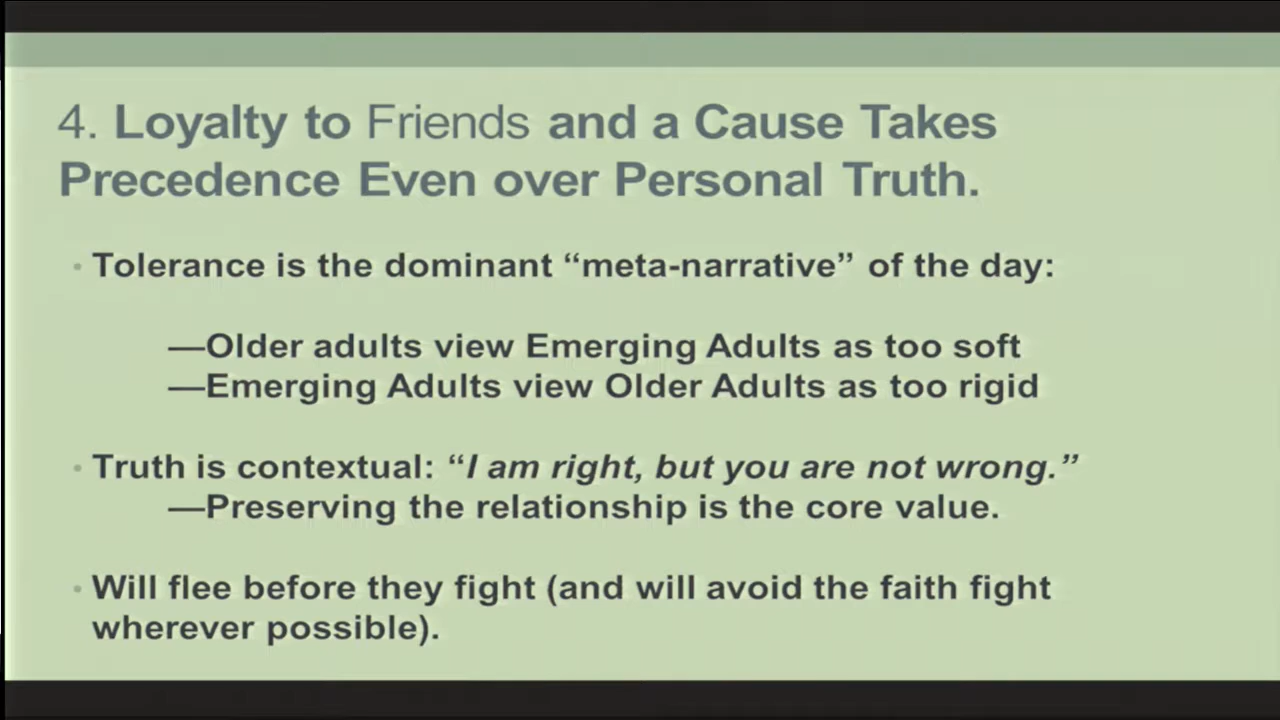 4. Loyalty to Friends and a Cause Takes
Precedence Even over Personal Truth.
• Tolerance is the dominant “meta-narrative” of the day:
—Older adults view Emerging Adults as too soft
—Emerging Adults view Older Adults as too rigid
• Truth is contextual: “I am right, but you are not wrong.”
—Preserving the relationship is the core value.
• Will flee before they fight (and will avoid the faith fight
wherever possible).